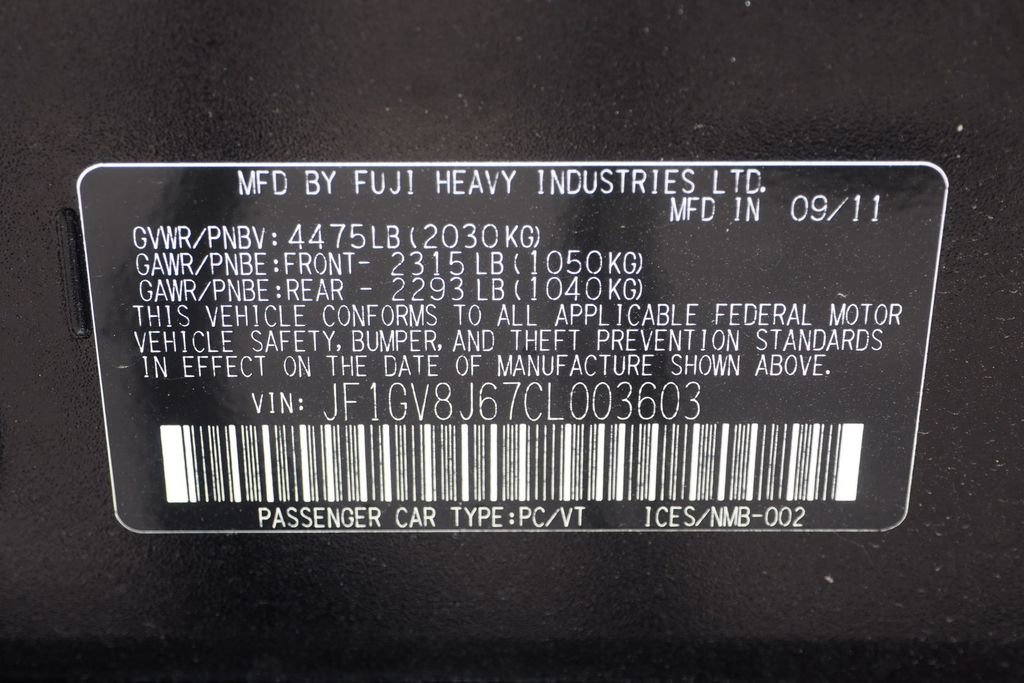 MFD BY FUJI HEAVY INDUSTRIES LTD.
MFD IN 09/11
GVWR/PNBV: 4475LB(2030KG)
GAWR/PNBE:FRONT- 2315LB(1050KG)
GAWR/PNBE:REAR - 2293LB(1040KG)
THIS VEHICLE CONFORMS TO ALL APPLICABLE FEDERAL MOTOR
VEHICLE SAFETY, BUMPER, AND THEFT PREVENTION STANDARDS
IN EFFECT ON THE DATE OF MANUFACTURE SHOWN ABOVE.
VIN: JF1GV8J67CL003603
PASSENGER CAR TYPE:PC/VT ICES/NMB-002